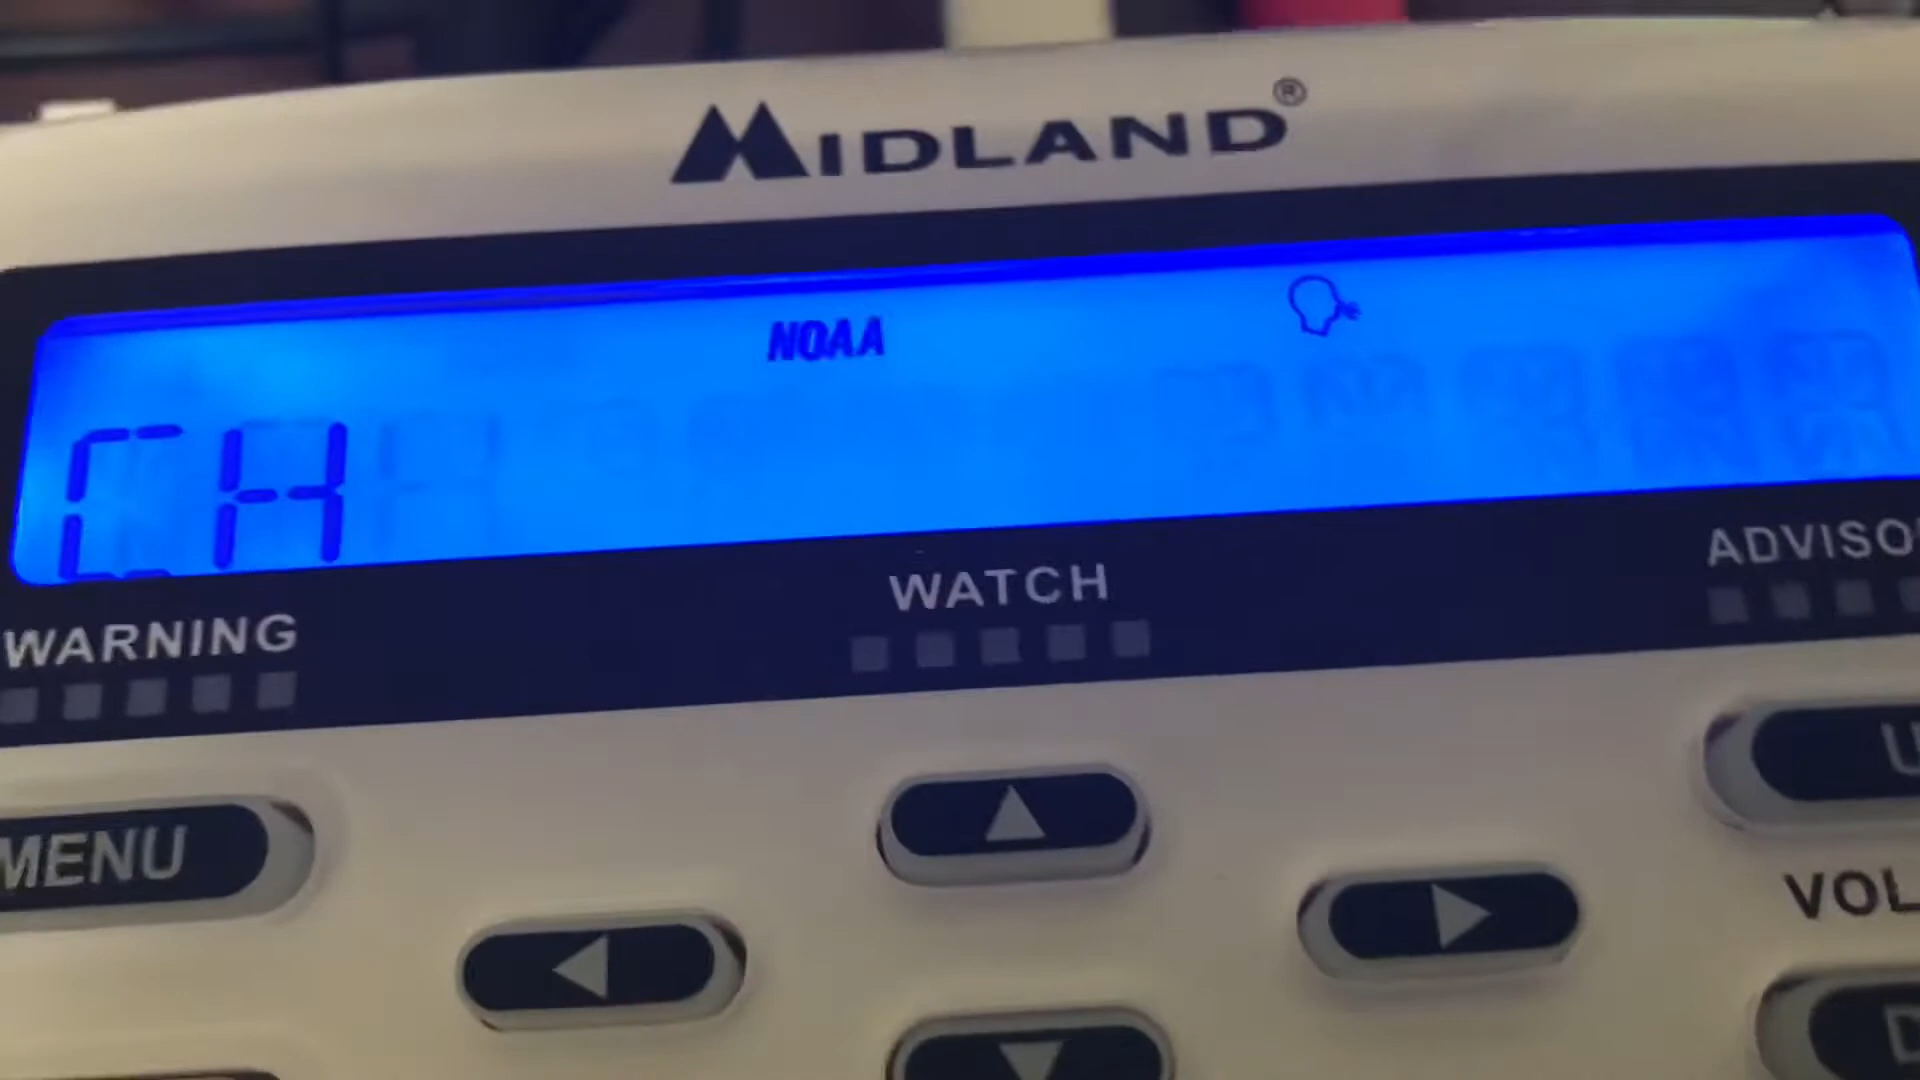 MIDLAND®
NOAA
CH
WARNING
WATCH
ADVISO
MENU
U
VOL
D